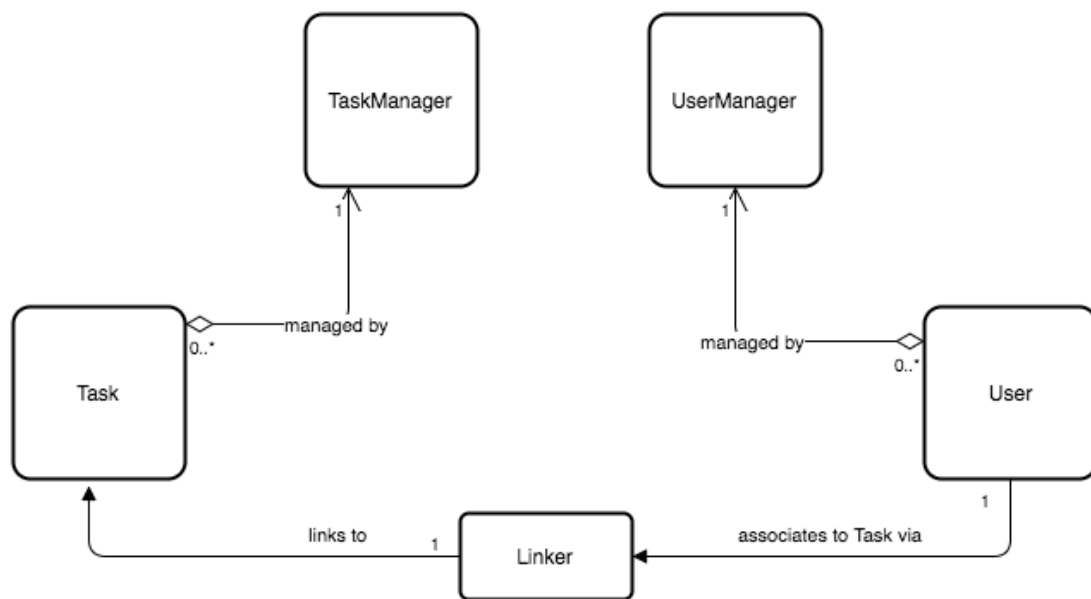 TaskManager
UserManager
1
1
managed by
0..*
managed by
0..*
Task
User
1
links to
1
associates to Task via
Linker